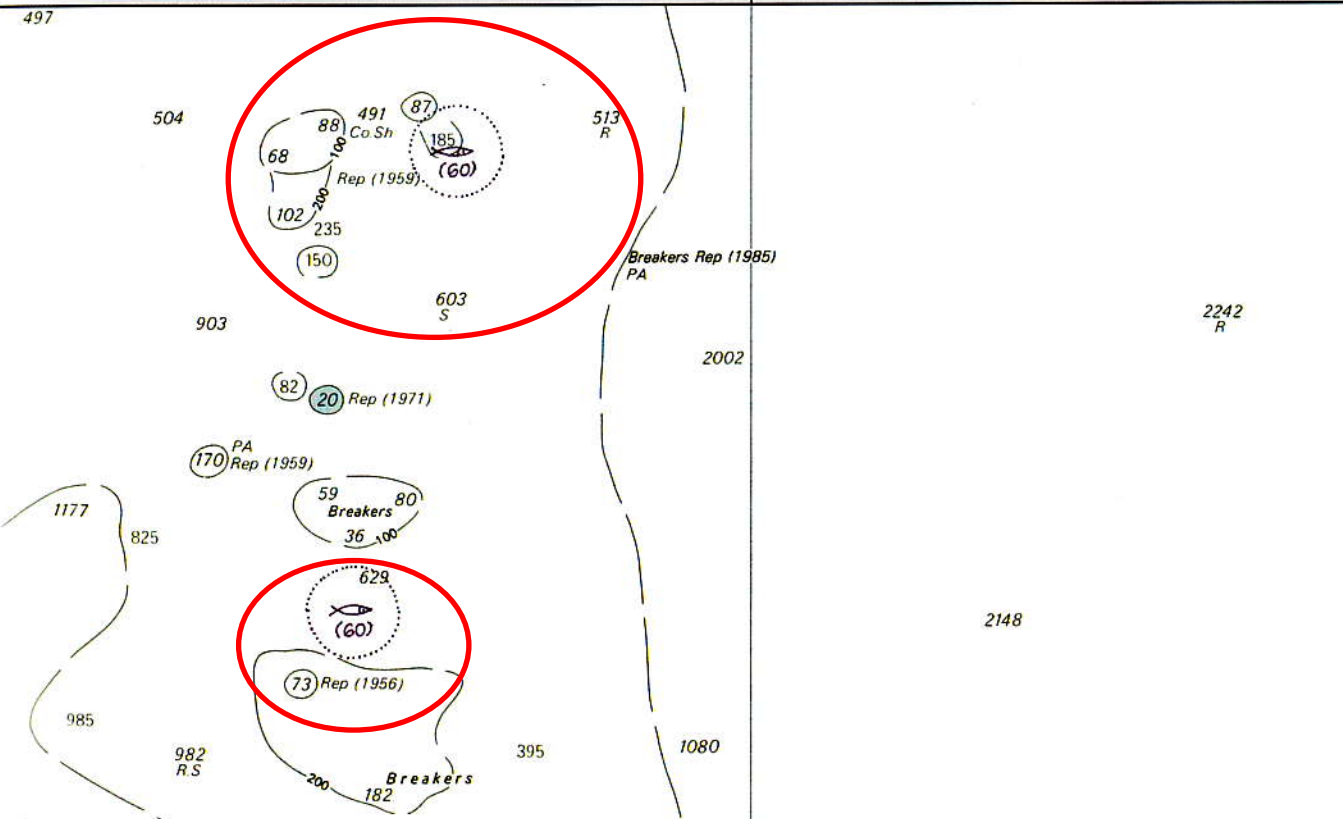 497
504
88
491
Co.Sh
87
513
R
68
100
185
(60)
Rep (1959)
102
200
235
150
Breakers Rep (1985)
PA
603
S
903
2242
R
2002
82
20 Rep (1971)
170
PA
Rep (1959)
1177
59
80
Breakers
36
100
825
629
(60)
2148
73
Rep (1956)
985
982
R.S
395
1080
200
182
Breakers